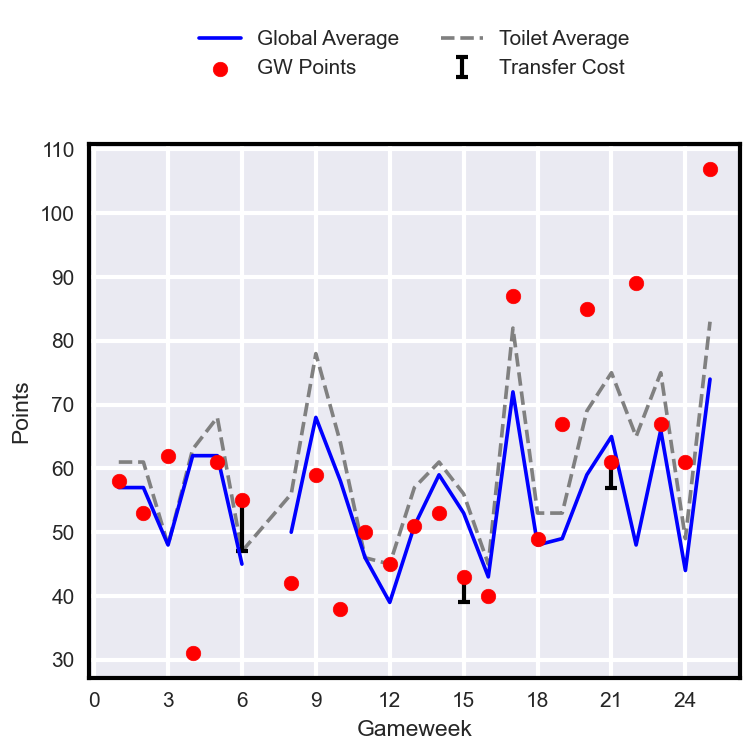 Global Average
Toilet Average
GW Points
Transfer Cost
110
100
90
80
70
60
50
40
30
Points
0 3 6 9 12 15 18 21 24
Gameweek